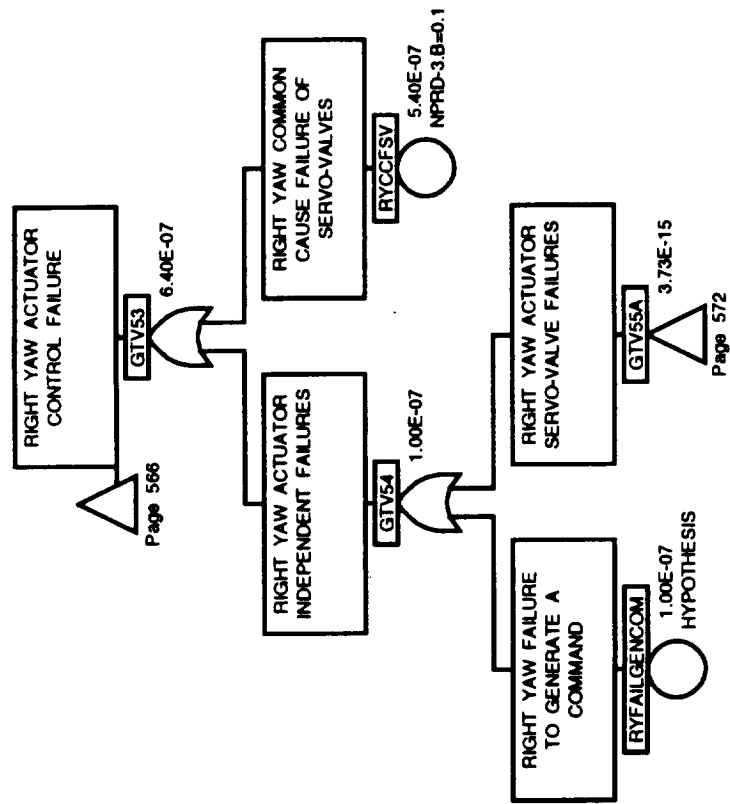 RIGHT YAW ACTUATOR
CONTROL FAILURE
Page 566
GTV53
6.40E-07
RIGHT YAW ACTUATOR
INDEPENDENT FAILURES
GTV54
1.00E-07
RIGHT YAW COMMON
CAUSE FAILURE OF
SERVO-VALVES
RYCCFSV
5.40E-07
NPRD-3.B=0.1
RIGHT YAW FAILURE
TO GENERATE A
COMMAND
RYFAILGENCOM
1.00E-07
HYPOTHESIS
RIGHT YAW ACTUATOR
SERVO-VALVE FAILURES
GTV55A
3.73E-15
Page 572